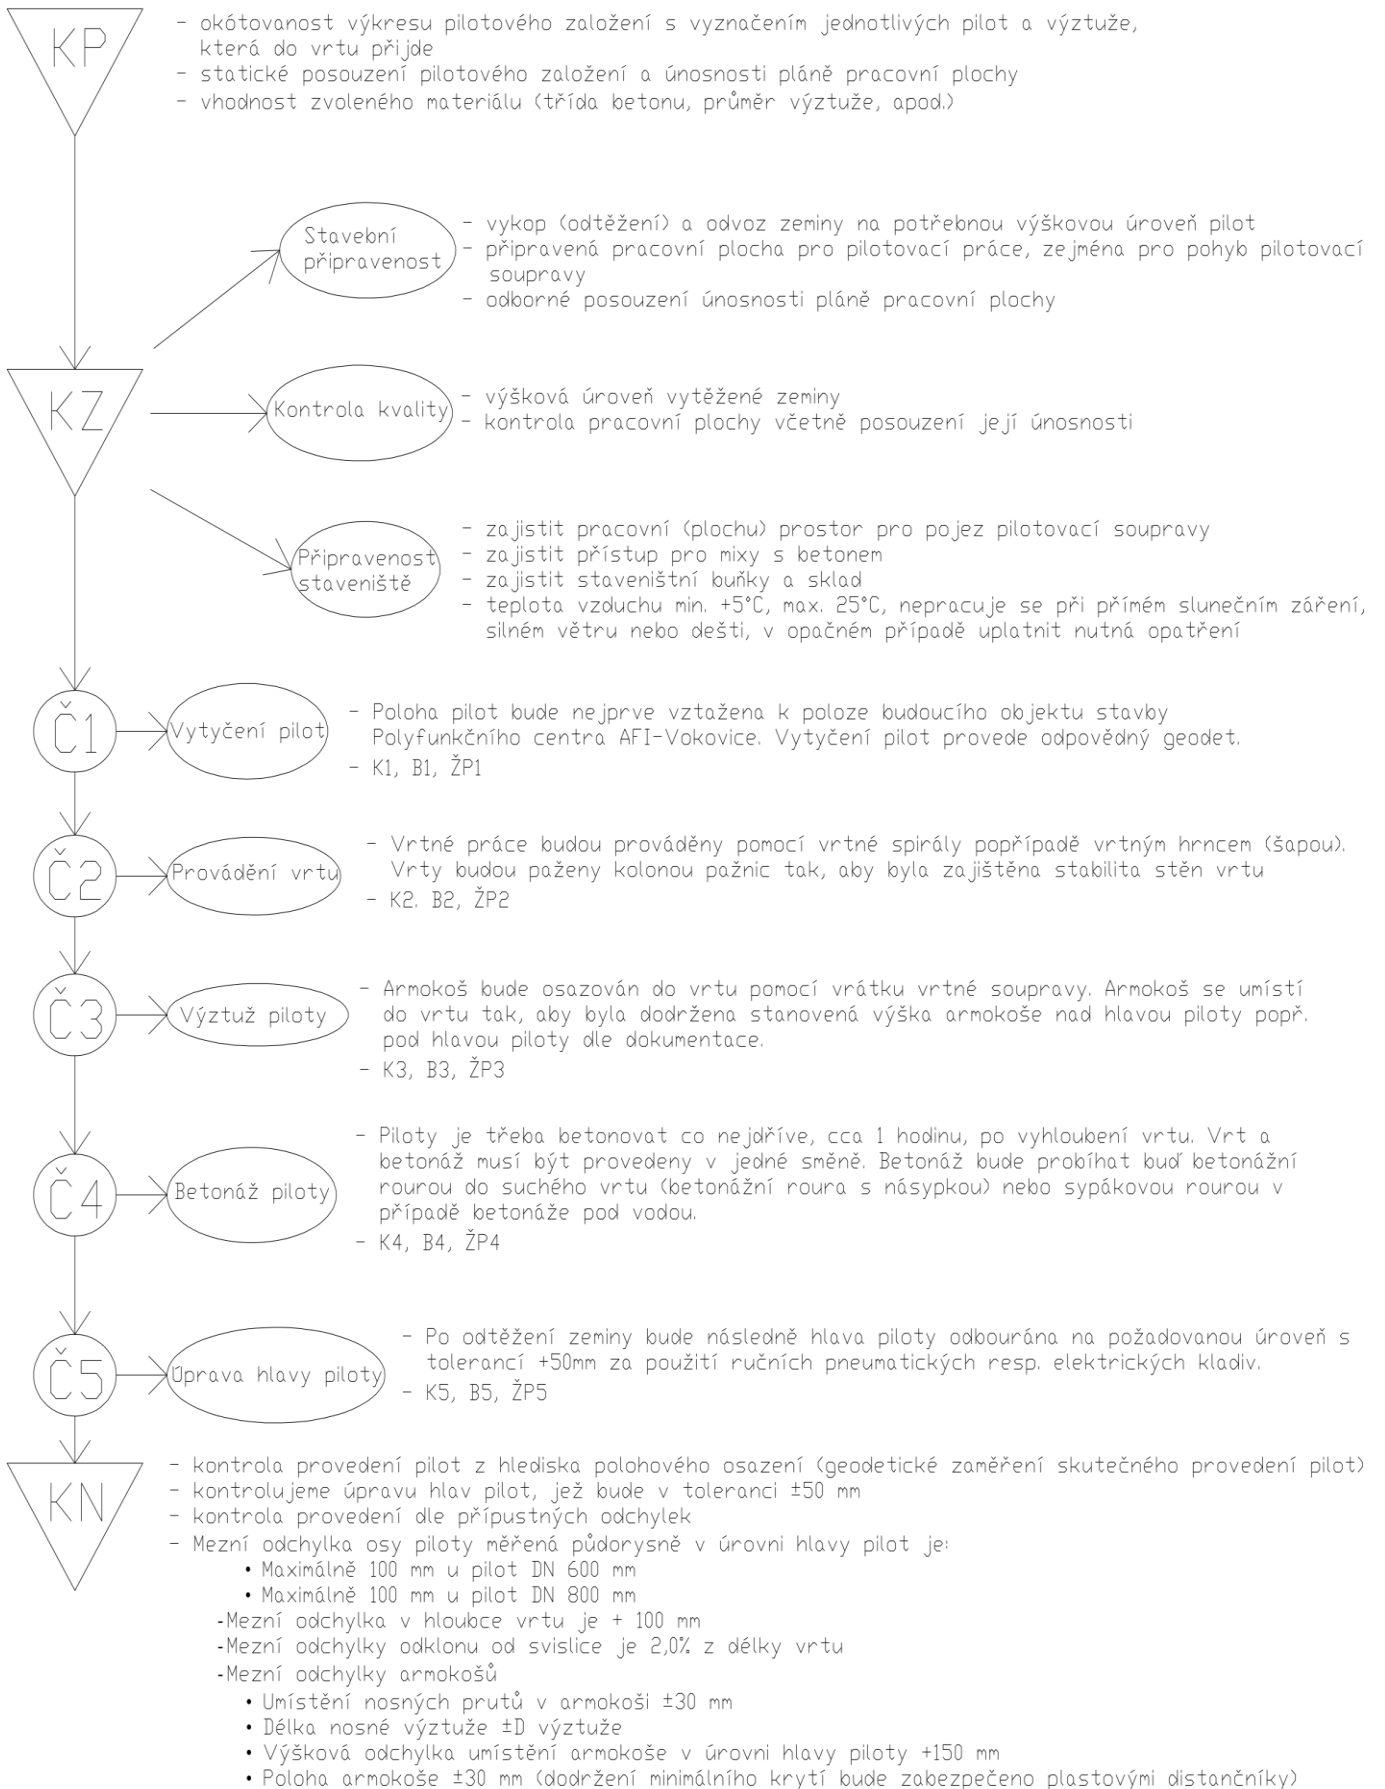 KP
- okótovanost výkresu pilotového založení s vyznačením jednotlivých pilot a výztuže,
která do vrtu přijde
- statické posouzení pilotového založení a únosnosti pláně pracovní plochy
- vhodnost zvoleného materiálu (třída betonu, průměr výztuže, apod.)
Stavební
připravenost
- vykop (odtěžení) a odvoz zeminy na potřebnou výškovou úroveň pilot
- připravená pracovní plocha pro pilotovací práce, zejména pro pohyb pilotovací
soupravy
- odborné posouzení únosnosti pláně pracovní plochy
KZ
Kontrola kvality
- výšková úroveň vytěžené zeminy
- kontrola pracovní plochy včetně posouzení její únosnosti
Připravenost
staveniště
- zajistit pracovní (plochu) prostor pro pojez pilotovací soupravy
- zajistit přístup pro mixy s betonem
- zajistit staveništní buňky a sklad
- teplota vzduchu min. +5°C, max. 25°C, nepracuje se při přímém slunečním záření,
silném větru nebo dešti, v opačném případě uplatnit nutná opatření
Č1
Vytyčení pilot
- Poloha pilot bude nejprve vztažena k poloze budoucího objektu stavby
Polyfunkčního centra AFI-Vokovice. Vytyčení pilot provede odpovědný geodet.
- K1, B1, ŽP1
Č2
Provádění vrtu
- Vrtné práce budou prováděny pomocí vrtné spirály popřípadě vrtným hrncem (šapou).
Vrty budou paženy kolonou pažnic tak, aby byla zajištěna stabilita stěn vrtu
- K2. B2, ŽP2
Č3
Výztuž piloty
- Armokoš bude osazován do vrtu pomocí vrátku vrtné soupravy. Armokoš se umístí
do vrtu tak, aby byla dodržena stanovená výška armokoše nad hlavou piloty popř.
pod hlavou piloty dle dokumentace.
- K3, B3, ŽP3
Č4
Betonáž piloty
- Piloty je třeba betonovat co nejdříve, cca 1 hodinu, po vyhloubení vrtu. Vrt a
betonáž musí být provedeny v jedné směně. Betonáž bude probíhat buď betonážní
rourou do suchého vrtu (betonážní roura s násypkou) nebo sypákovou rourou v
případě betonáže pod vodou.
- K4, B4, ŽP4
Č5
Úprava hlavy piloty
- Po odtěžení zeminy bude následně hlava piloty odbourána na požadovanou úroveň s
tolerancí +50mm za použití ručních pneumatických resp. elektrických kladiv.
- K5, B5, ŽP5
KN
- kontrola provedení pilot z hlediska polohového osazení (geodetické zaměření skutečného provedení pilot)
- kontrolujeme úpravu hlav pilot, jež bude v toleranci ±50 mm
- kontrola provedení dle přípustných odchylek
- Mezní odchylka osy piloty měřená půdorysně v úrovni hlavy pilot je:
• Maximálně 100 mm u pilot DN 600 mm
• Maximálně 100 mm u pilot DN 800 mm
-Mezní odchylka v hloubce vrtu je + 100 mm
-Mezní odchylky odklonu od svislice je 2,0% z délky vrtu
-Mezní odchylky armokošů
• Umístění nosných prutů v armokoši ±30 mm
• Délka nosné výztuže ±D výztuže
• Výšková odchylka umístění armokoše v úrovni hlavy piloty +150 mm
• Poloha armokoše ±30 mm (dodržení minimálního krytí bude zabezpečeno plastovými distančníky)